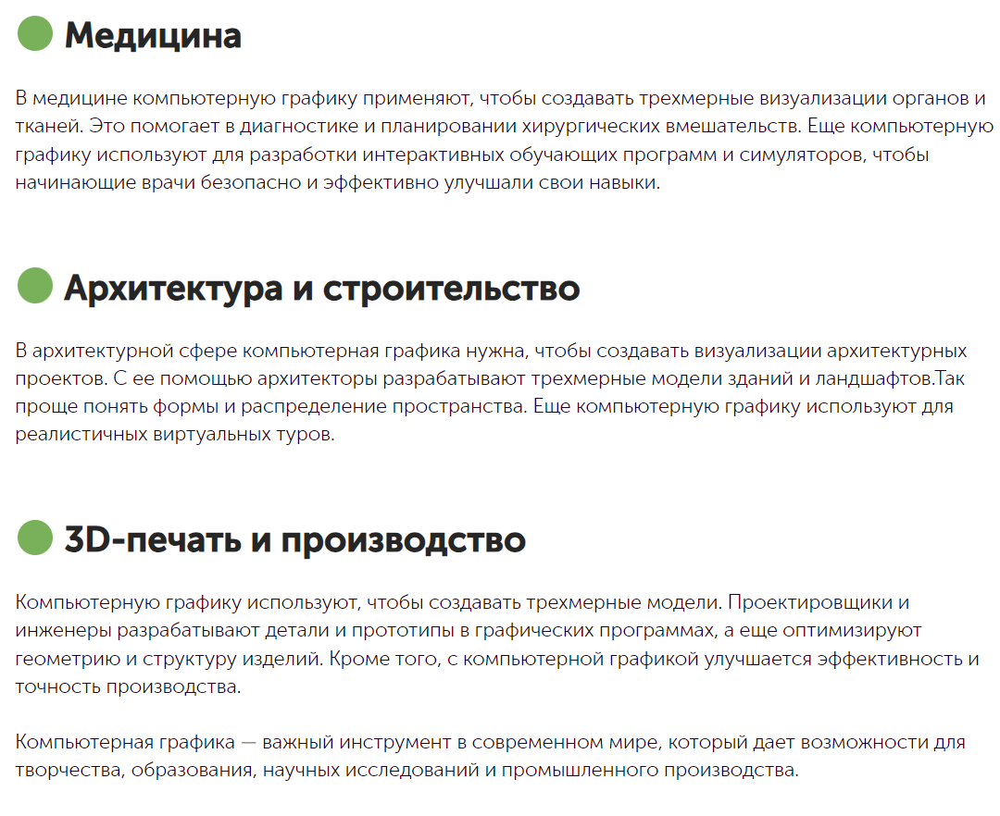 Медицина
В медицине компьютерную графику применяют, чтобы создавать трехмерные визуализации органов и
тканей. Это помогает в диагностике и планировании хирургических вмешательств. Еще компьютерную
графику используют для разработки интерактивных обучающих программ и симуляторов, чтобы
начинающие врачи безопасно и эффективно улучшали свои навыки.
Архитектура и строительство
В архитектурной сфере компьютерная графика нужна, чтобы создавать визуализации архитектурных
проектов. С ее помощью архитекторы разрабатывают трехмерные модели зданий и ландшафтов.Так
проще понять формы и распределение пространства. Еще компьютерную графику используют для
реалистичных виртуальных туров.
3D-печать и производство
Компьютерную графику используют, чтобы создавать трехмерные модели. Проектировщики и
инженеры разрабатывают детали и прототипы в графических программах, а еще оптимизируют
геометрию и структуру изделий. Кроме того, с компьютерной графикой улучшается эффективность и
точность производства.
Компьютерная графика — важный инструмент в современном мире, который дает возможности для
творчества, образования, научных исследований и промышленного производства.